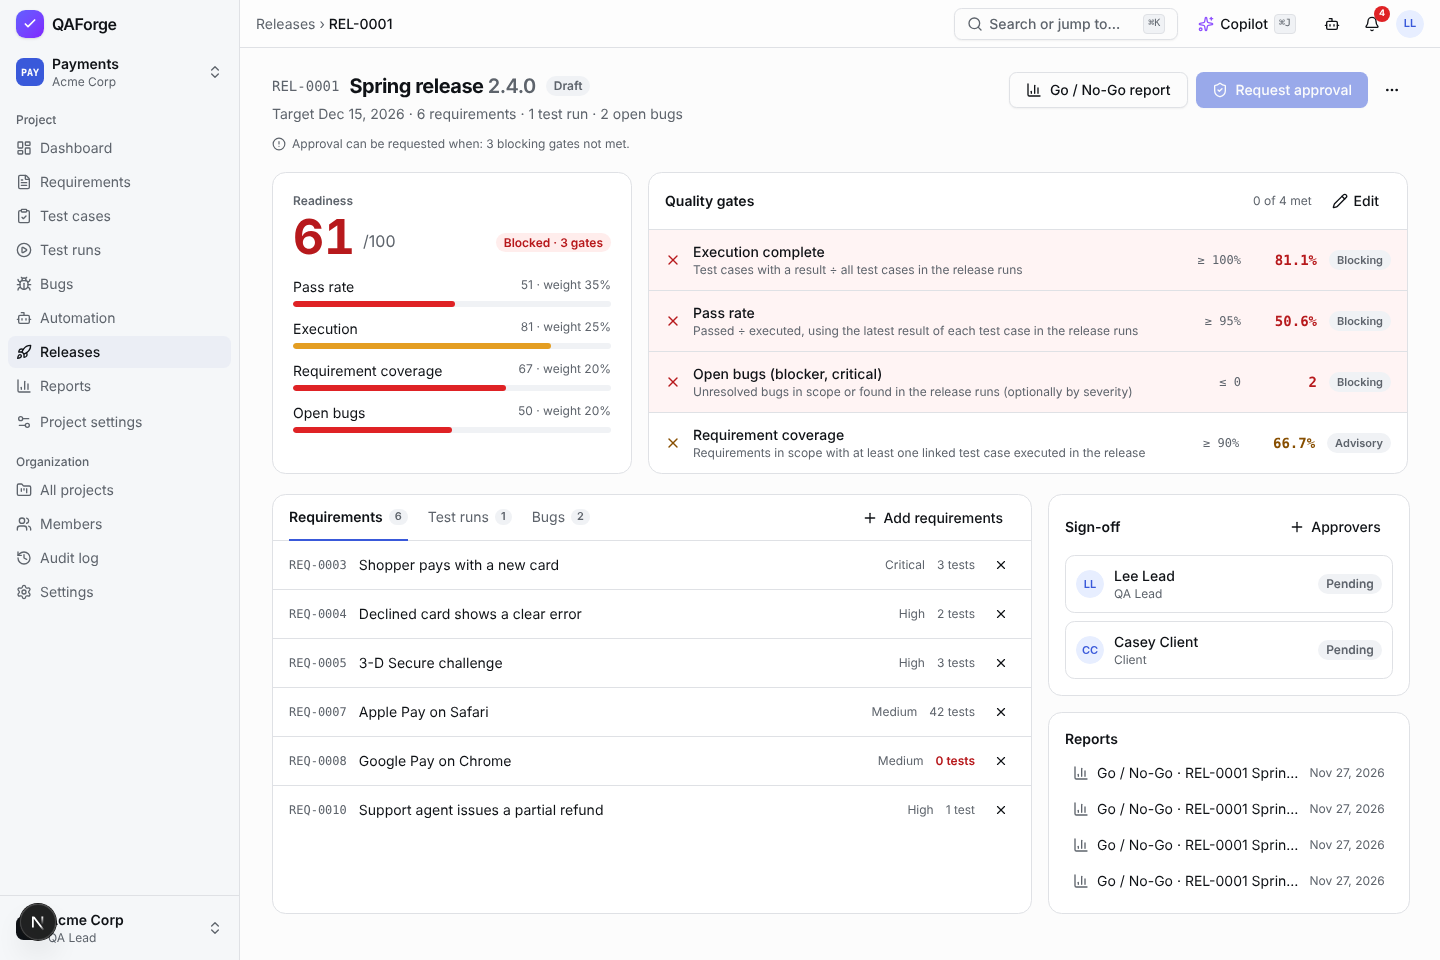 QAForge
PAY
Payments
Acme Corp
Project
Dashboard
Requirements
Test cases
Test runs
Bugs
Automation
Releases
Reports
Project settings
Organization
All projects
Members
Audit log
Settings
N
cme Corp
QA Lead
Releases › REL-0001
Search or jump to... ⌘K
Copilot ⌘J
4
LL
REL-0001 Spring release 2.4.0 Draft
Go / No-Go report
Request approval
Target Dec 15, 2026 · 6 requirements · 1 test run · 2 open bugs
Approval can be requested when: 3 blocking gates not met.
Readiness
61 /100
Blocked · 3 gates
Pass rate 51 · weight 35%
Execution 81 · weight 25%
Requirement coverage 67 · weight 20%
Open bugs 50 · weight 20%
Quality gates 0 of 4 met Edit
Execution complete ≥ 100% 81.1% Blocking
Test cases with a result ÷ all test cases in the release runs
Pass rate ≥ 95% 50.6% Blocking
Passed ÷ executed, using the latest result of each test case in the release runs
Open bugs (blocker, critical) ≤ 0 2 Blocking
Unresolved bugs in scope or found in the release runs (optionally by severity)
Requirement coverage ≥ 90% 66.7% Advisory
Requirements in scope with at least one linked test case executed in the release
Requirements 6 Test runs 1 Bugs 2 Add requirements
REQ-0003 Shopper pays with a new card Critical 3 tests
REQ-0004 Declined card shows a clear error High 2 tests
REQ-0005 3-D Secure challenge High 3 tests
REQ-0007 Apple Pay on Safari Medium 42 tests
REQ-0008 Google Pay on Chrome Medium 0 tests
REQ-0010 Support agent issues a partial refund High 1 test
Sign-off Approvers
LL Lee Lead Pending
QA Lead
CC Casey Client Pending
Client
Reports
Go / No-Go · REL-0001 Sprin... Nov 27, 2026
Go / No-Go · REL-0001 Sprin... Nov 27, 2026
Go / No-Go · REL-0001 Sprin... Nov 27, 2026
Go / No-Go · REL-0001 Sprin... Nov 27, 2026